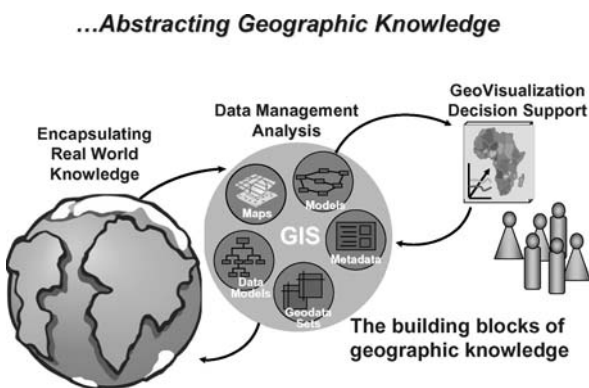 ...Abstracting Geographic Knowledge
GeoVisualization
Decision Support
Data Management
Analysis
Encapsulating
Real World
Knowledge
Maps
Models
GIS
Metadata
Data
Models
Geodata
Sets
The building blocks of
geographic knowledge